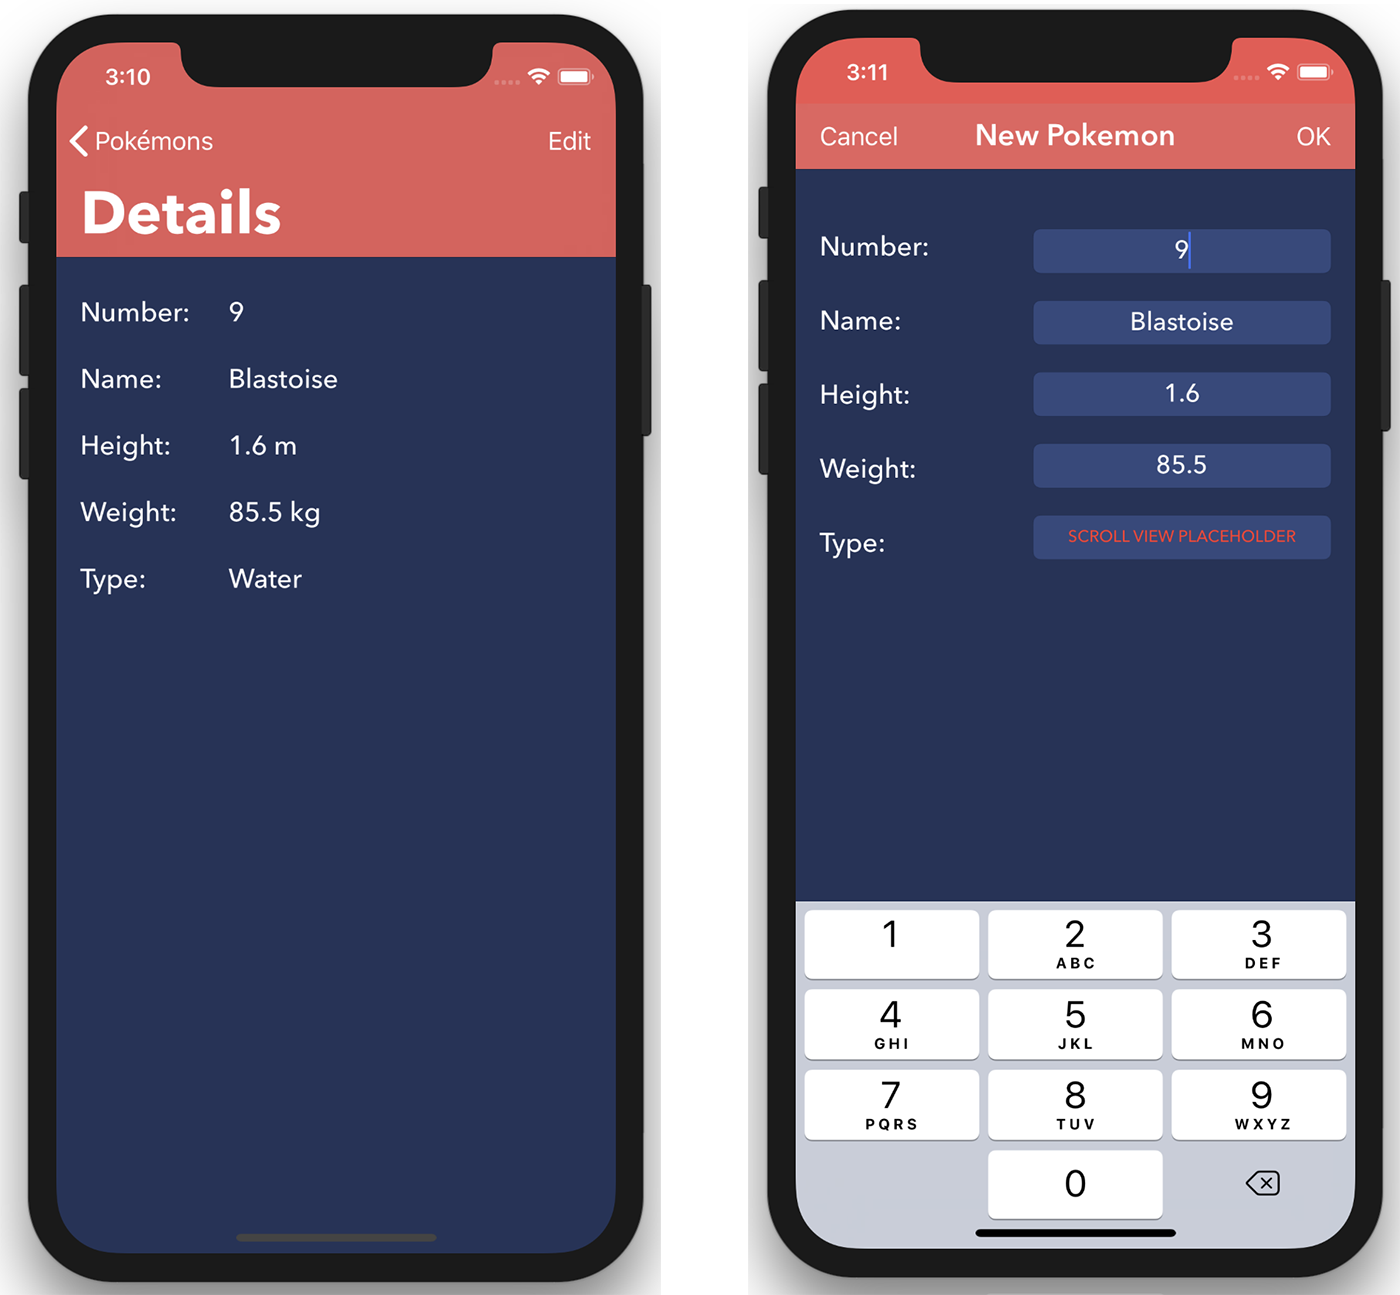 3:10
Pokémons
Edit
Details
Number: 9
Name: Blastoise
Height: 1.6 m
Weight: 85.5 kg
Type: Water
3:11
Cancel New Pokemon OK
Number: 9
Name: Blastoise
Height: 1.6
Weight: 85.5
Type: SCROLL VIEW PLACEHOLDER
1 2 3
ABC DEF
4 5 6
GHI JKL MNO
7 8 9
PQRS TUV WXYZ
0